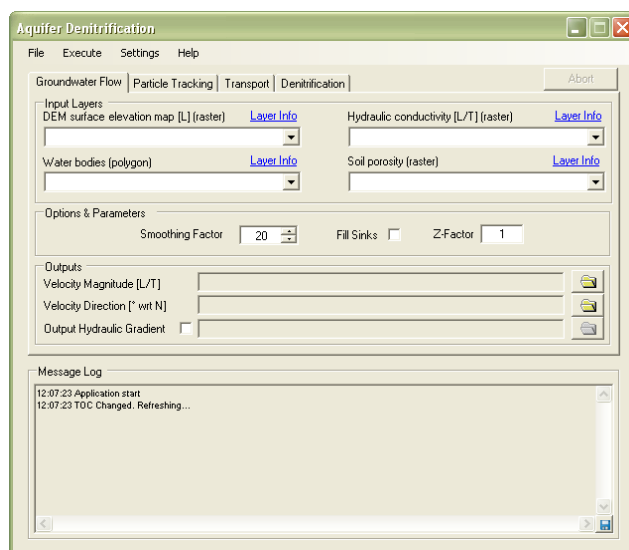 Aquifer Denitrification
File Execute Settings Help
Groundwater Flow Particle Tracking Transport Denitrification Abort
Input Layers
DEM surface elevation map [L] (raster) Layer Info Hydraulic conductivity [L/T] (raster) Layer Info
Water bodies (polygon) Layer Info Soil porosity (raster) Layer Info
Options & Parameters
Smoothing Factor 20 Fill Sinks Z-Factor 1
Outputs
Velocity Magnitude [L/T]
Velocity Direction [° wrt N]
Output Hydraulic Gradient
Message Log
12:07:23 Application start
12:07:23 TOC Changed. Refreshing...